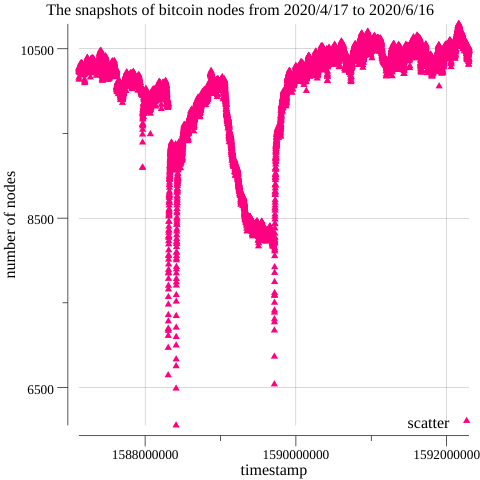 The snapshots of bitcoin nodes from 2020/4/17 to 2020/6/16
10500
8500
6500
number of nodes
scatter
1588000000 1590000000 1592000000
timestamp